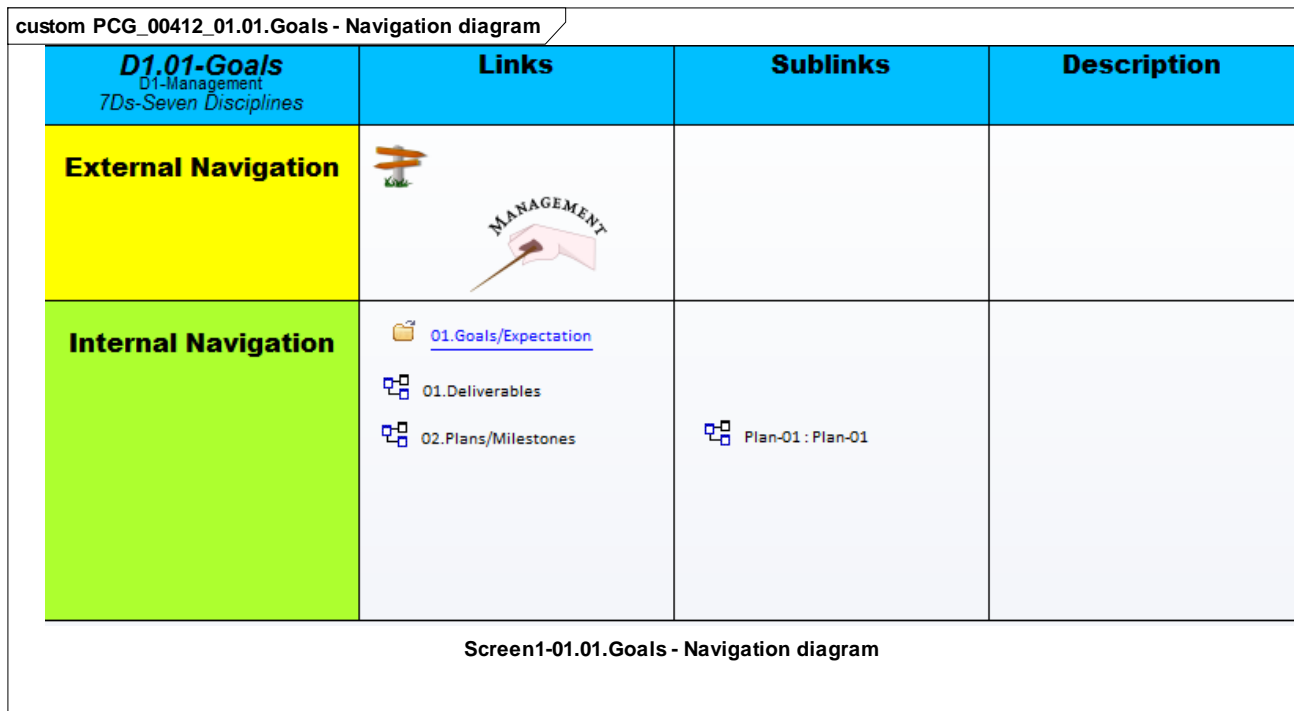 custom PCG_00412_01.01.Goals - Navigation diagram
D1.01-Goals
D1-Management
7Ds-Seven Disciplines
Links
Sublinks
Description
External Navigation
MANAGEMENT
Internal Navigation
01.Goals/Expectation
01.Deliverables
02.Plans/Milestones
Plan-01 : Plan-01
Screen1-01.01.Goals - Navigation diagram